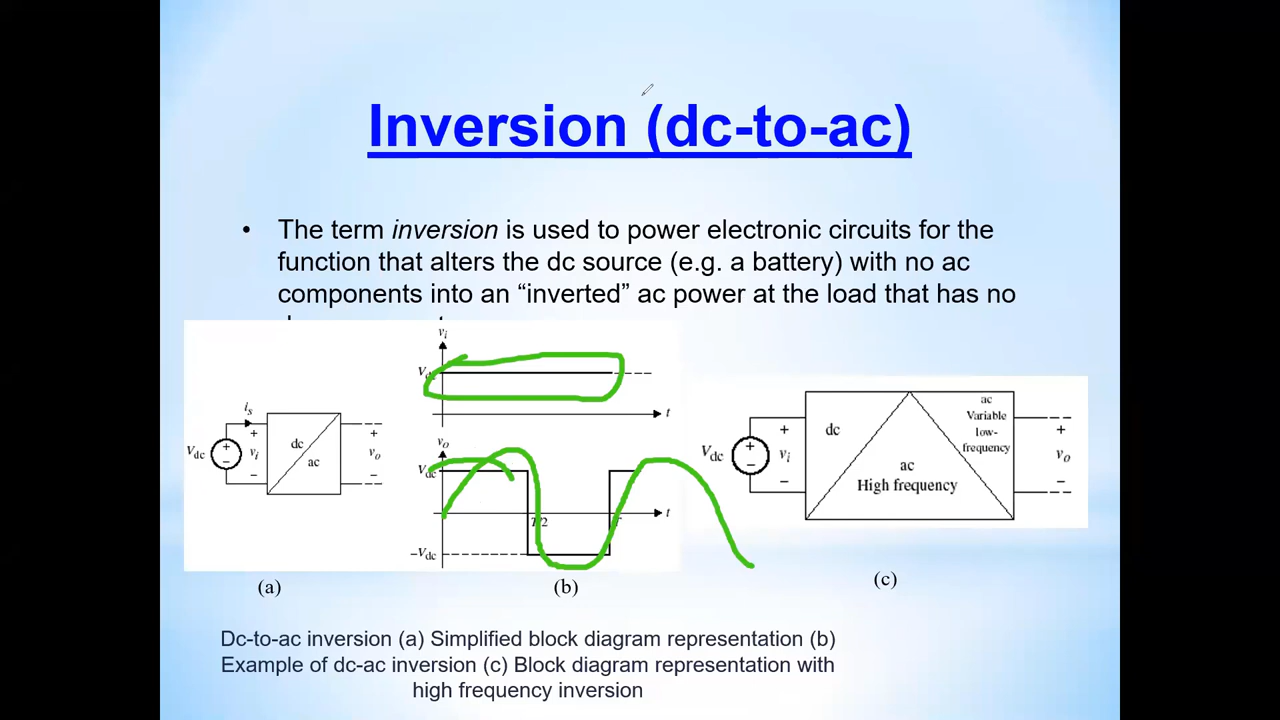 Inversion (dc-to-ac)
• The term inversion is used to power electronic circuits for the
function that alters the dc source (e.g. a battery) with no ac
components into an “inverted” ac power at the load that has no
vi
Vdc
t
is
Vdc
+
vi
−
dc
ac
+
vo
−
vo
Vdc
T/2
T
t
−Vdc
Vdc
+
vi
−
dc
ac
High frequency
ac
Variable
low-
frequency
+
vo
−
(a)
(b)
(c)
Dc-to-ac inversion (a) Simplified block diagram representation (b)
Example of dc-ac inversion (c) Block diagram representation with
high frequency inversion